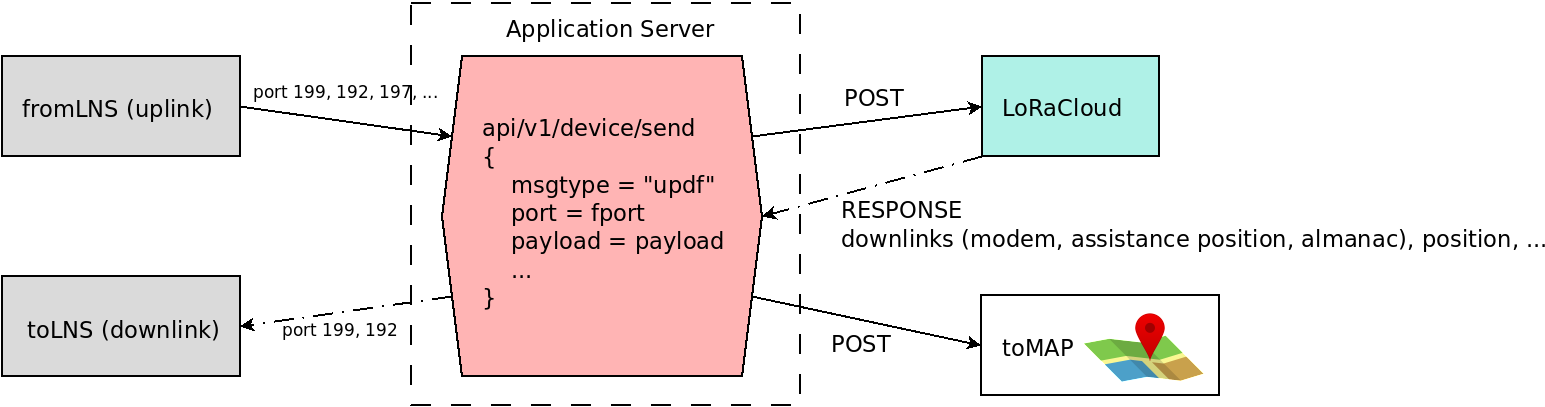 Application Server
fromLNS (uplink)
port 199, 192, 197, ...
api/v1/device/send
{
msgtype = "updf"
port = fport
payload = payload
...
}
POST
LoRaCloud
RESPONSE
downlinks (modem, assistance position, almanac), position, ...
toLNS (downlink)
port 199, 192
POST
toMAP